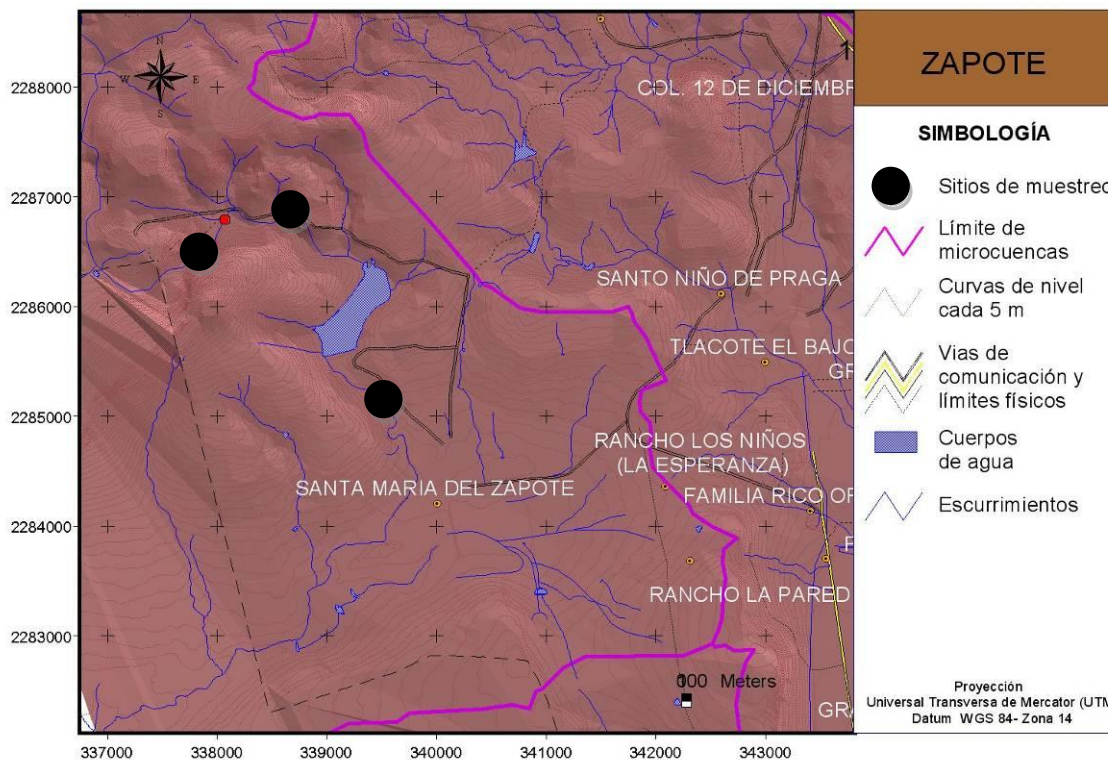 ZAPOTE
SIMBOLOGÍA
Sitios de muestreo
Límite de
microcuencas
Curvas de nivel
cada 5 m
Vias de
comunicación y
límites físicos
Cuerpos
de agua
Escurrimientos
Proyección
Universal Transversa de Mercator (UTM
Datum WGS 84- Zona 14
N
W E
S
COL. 12 DE DICIEMBR
SANTO NIÑO DE PRAGA
TLACOTE EL BAJO
GR
RANCHO LOS NIÑOS
(LA ESPERANZA)
SANTA MARIA DEL ZAPOTE
FAMILIA RICO OR
RANCHO LA PARED
Meters
GRA
2288000
2287000
2286000
2285000
2284000
2283000
337000 338000 339000 340000 341000 342000 343000